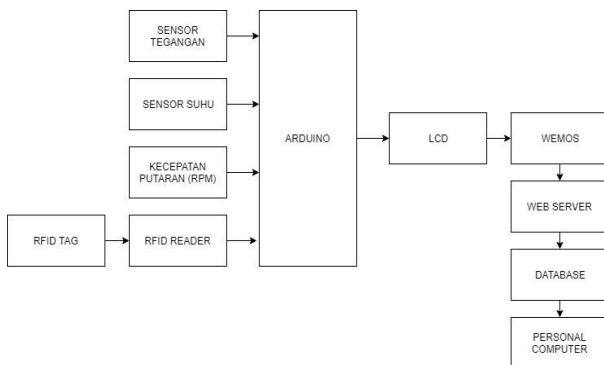 SENSOR
TEGANGAN
SENSOR SUHU
KECEPATAN
PUTARAN (RPM)
RFID TAG
RFID READER
ARDUINO
LCD
WEMOS
WEB SERVER
DATABASE
PERSONAL
COMPUTER